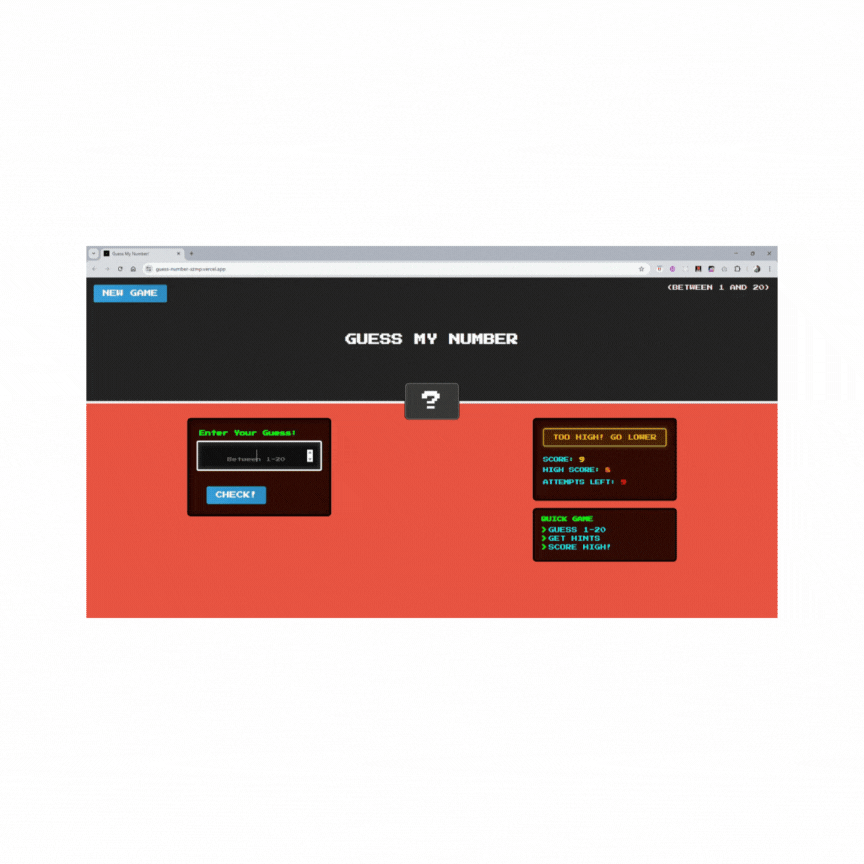 Guess My Number!
guess-number-azmp.vercel.app
NEW GAME
(BETWEEN 1 AND 20)
GUESS MY NUMBER
?
Enter Your Guess:
Between 1-20
CHECK!
TOO HIGH! GO LOWER
SCORE: 9
HIGH SCORE: 6
ATTEMPTS LEFT: 9
QUICK GAME
>GUESS 1-20
>GET HINTS
>SCORE HIGH!